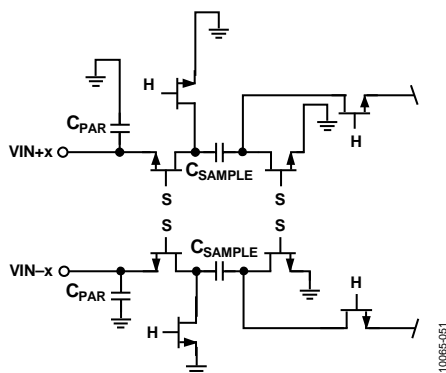 H
C_PAR
VIN+x
C_SAMPLE
H
S
S
S
S
C_SAMPLE
VIN–x
C_PAR
H
H
10065-051